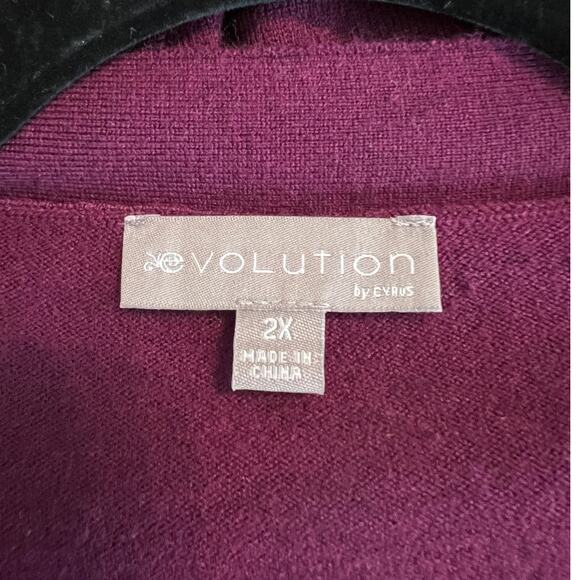 evolution
by CYRUS
2X
MADE IN
CHINA